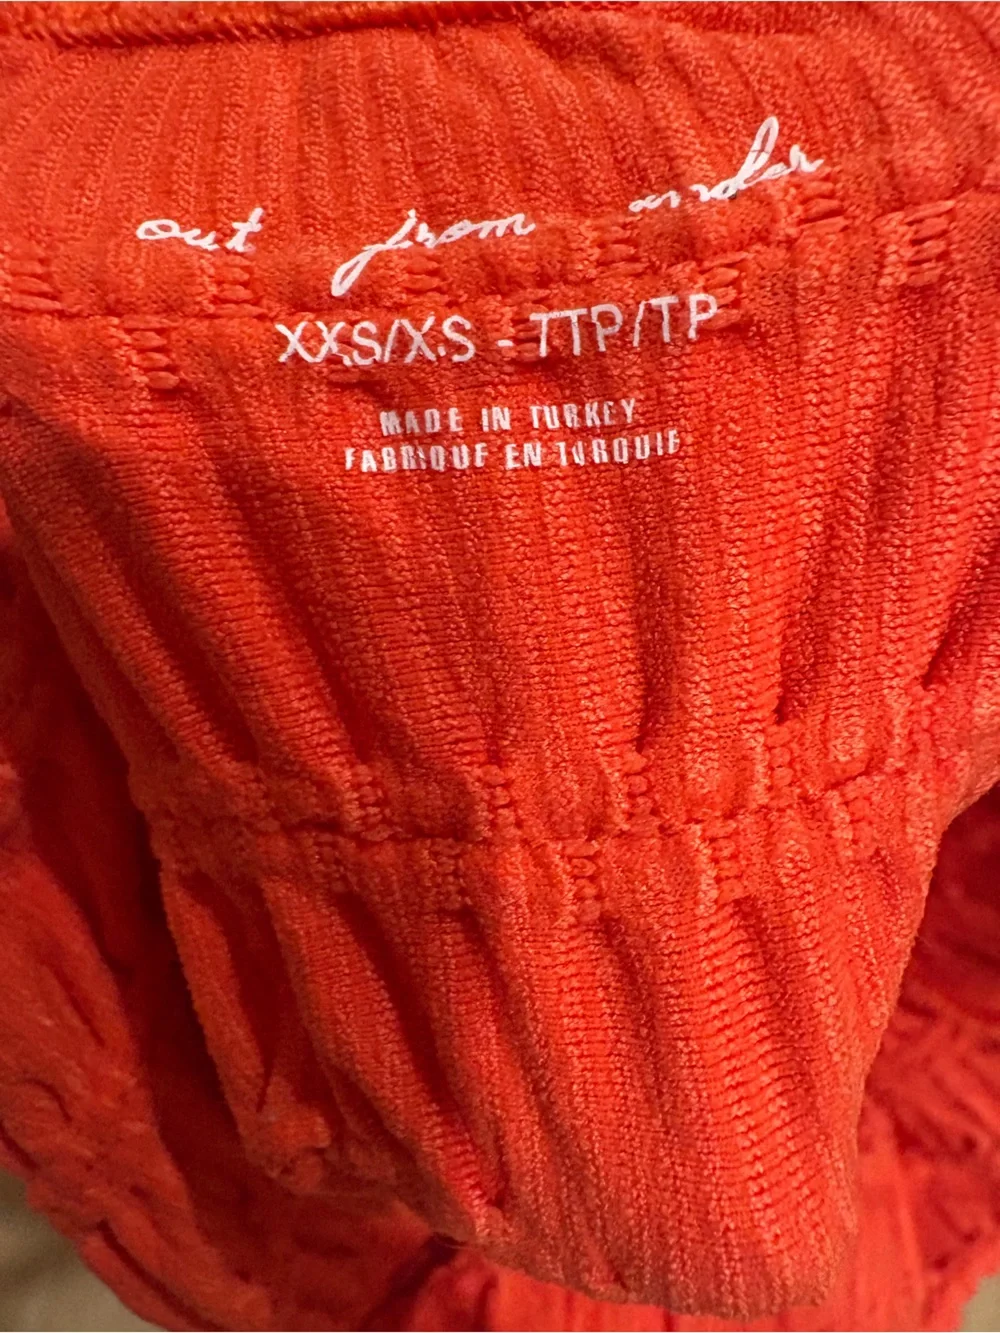 out from under
XXS/XS - TTP/TP
MADE IN TURKEY
FABRIQUE EN TURQUIE